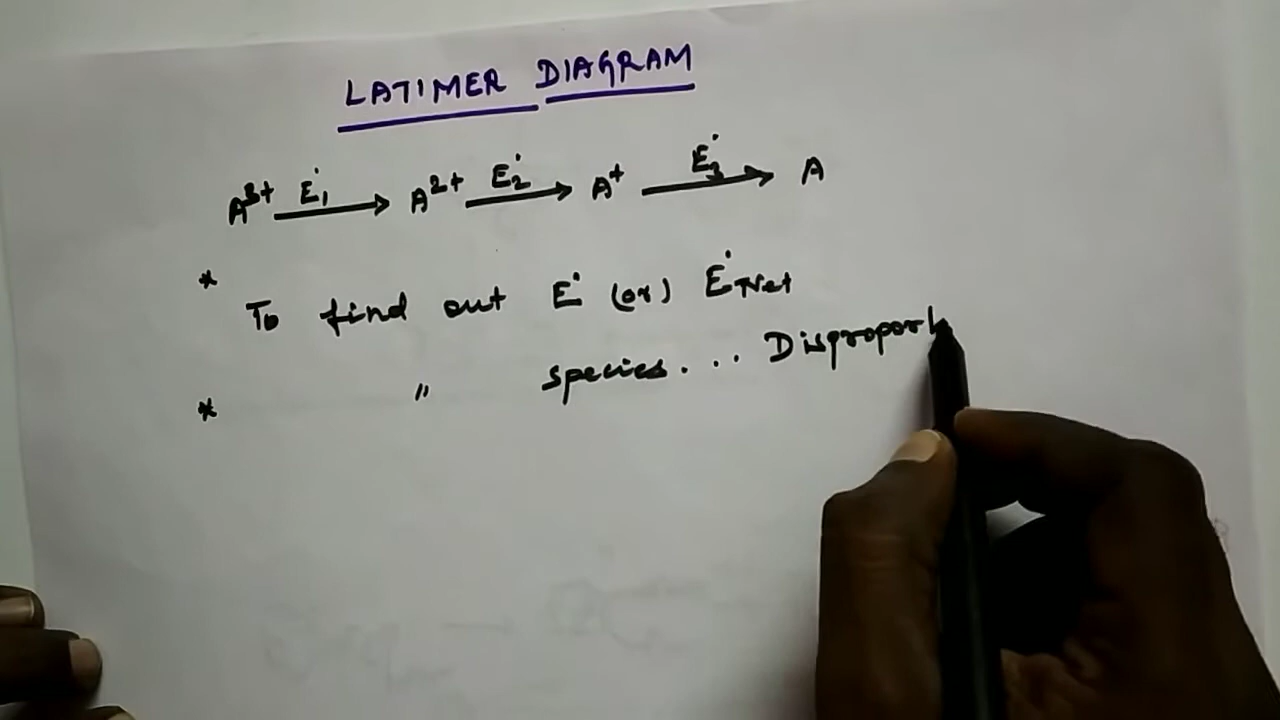 LATIMER DIAGRAM
A³⁺ E°₁ → A²⁺ E°₂ → A⁺ E°₃ → A
* To find out E° (or) E°Net
* " species... Disproport